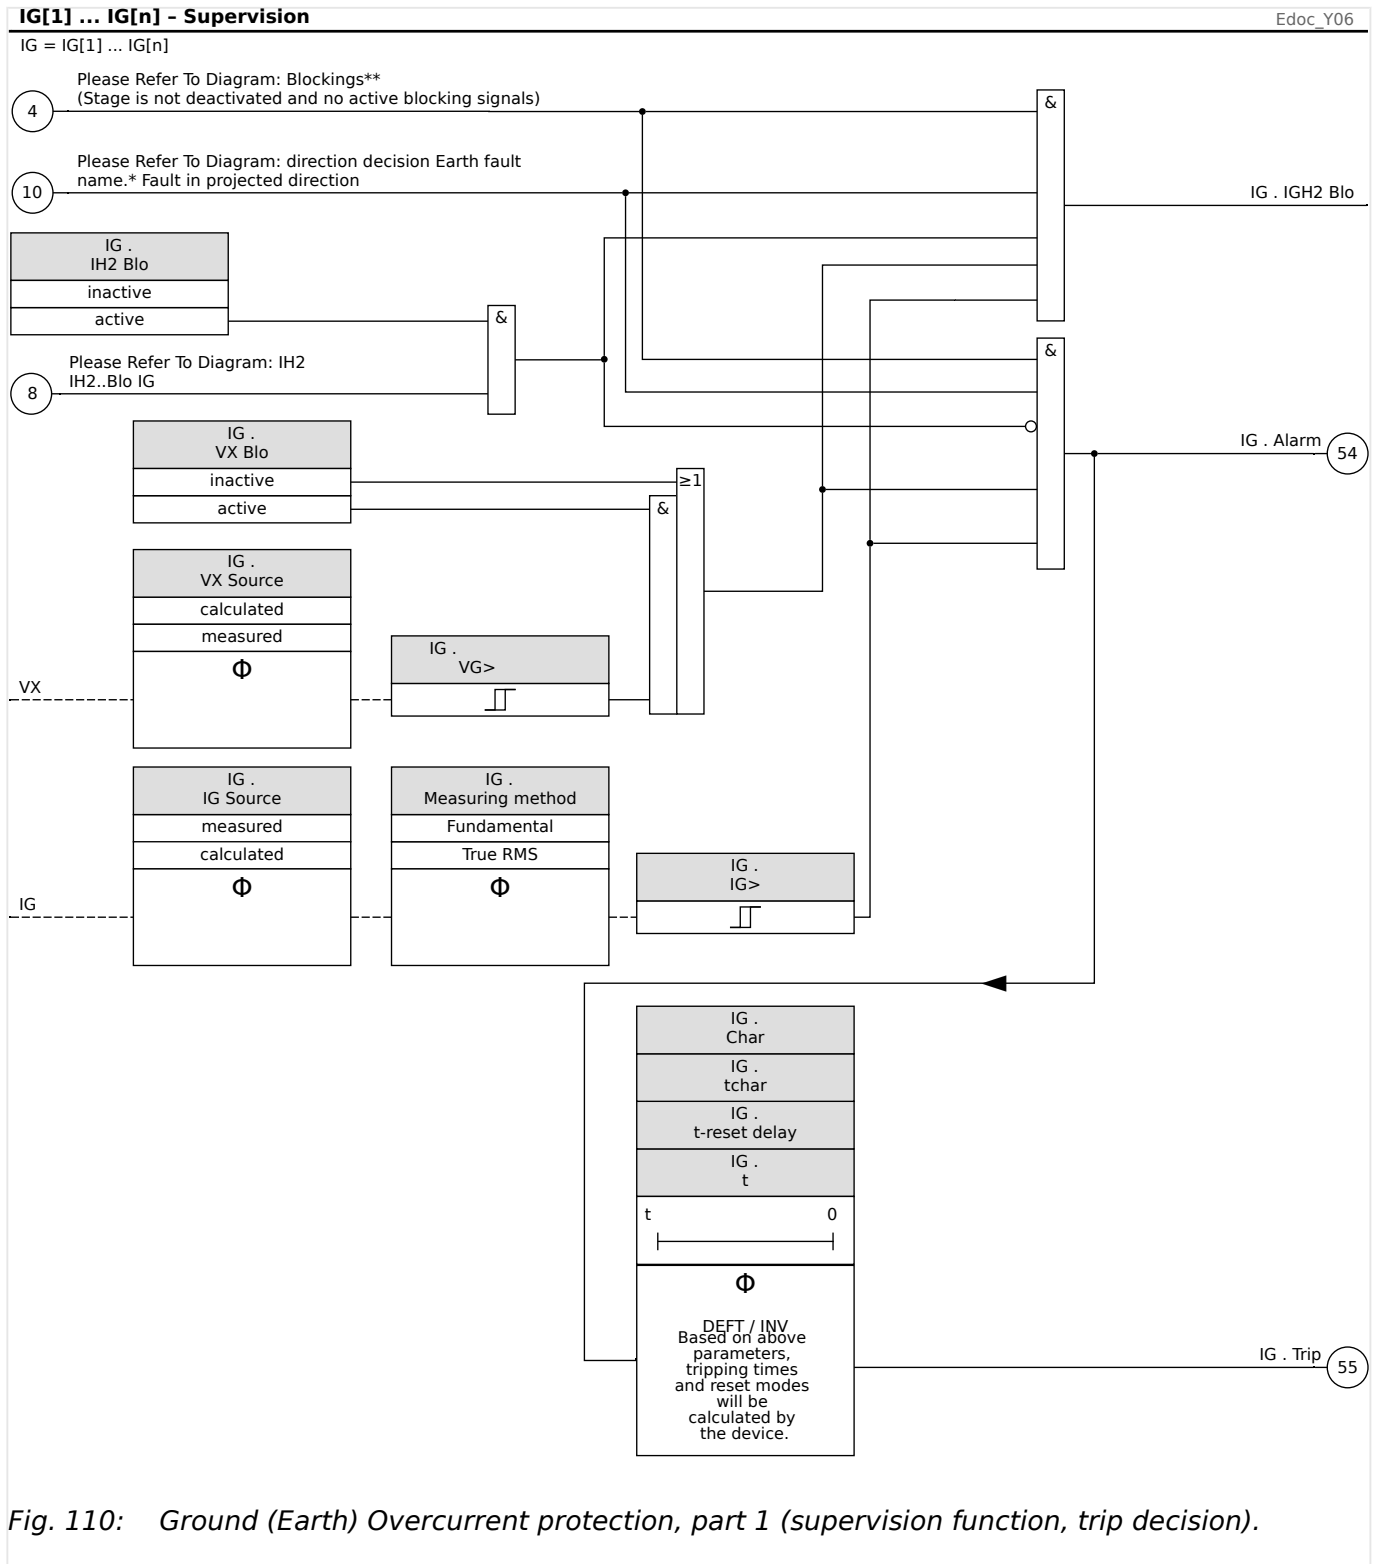 IG[1] ... IG[n] – Supervision
Edoc_Y06
IG = IG[1] ... IG[n]
Please Refer To Diagram: Blockings**
(Stage is not deactivated and no active blocking signals)
4
&
Please Refer To Diagram: direction decision Earth fault
name.* Fault in projected direction
10
IG . IGH2 Blo
IG .
IH2 Blo
inactive
active
&
&
Please Refer To Diagram: IH2
IH2..Blo IG
8
IG .
VX Blo
inactive
active
≥1
&
IG . Alarm
54
IG .
VX Source
calculated
measured
Φ
VX
IG .
VG>
IG .
IG Source
measured
calculated
Φ
IG
IG .
Measuring method
Fundamental
True RMS
Φ
IG .
IG>
IG .
Char
IG .
tchar
IG .
t-reset delay
IG .
t
t 0
Φ
DEFT / INV
Based on above
parameters,
tripping times
and reset modes
will be
calculated by
the device.
IG . Trip
55
Fig. 110: Ground (Earth) Overcurrent protection, part 1 (supervision function, trip decision).